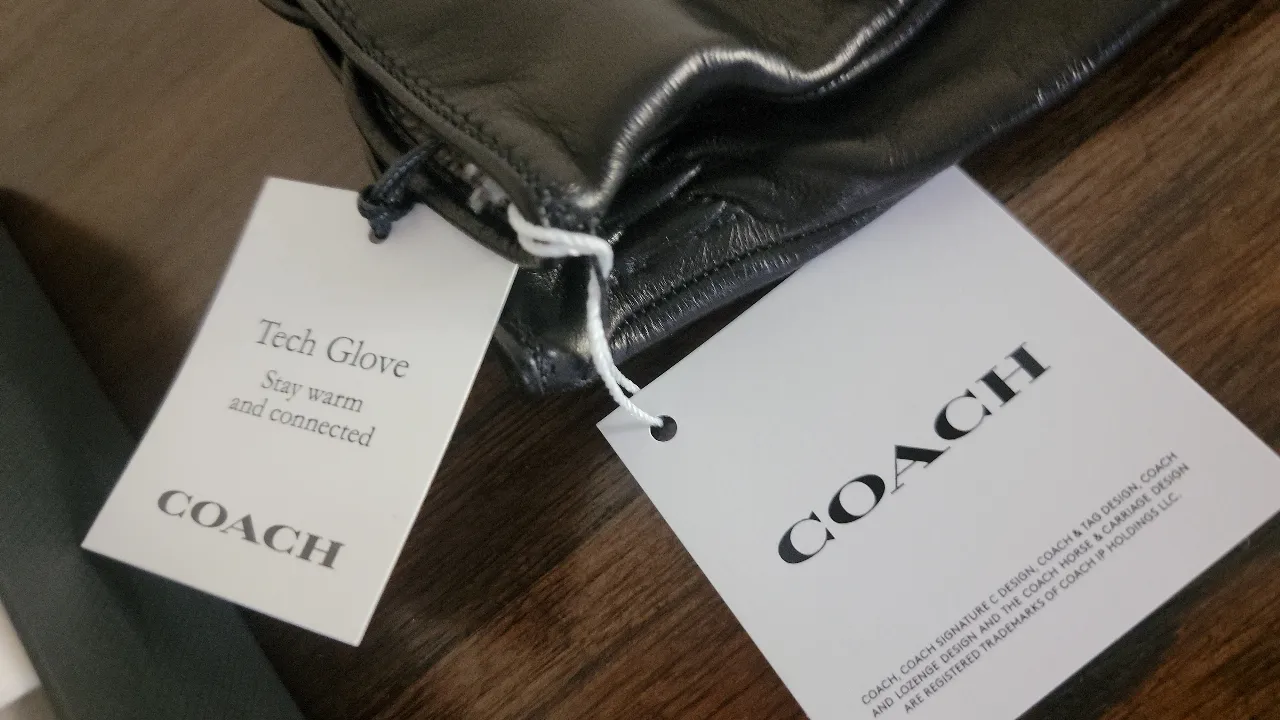 Tech Glove
Stay warm
and connected
COACH
COACH
COACH, COACH SIGNATURE C DESIGN, COACH & TAG DESIGN, COACH
AND LOZENGE DESIGN AND THE COACH HORSE & CARRIAGE DESIGN
ARE REGISTERED TRADEMARKS OF COACH IP HOLDINGS LLC.